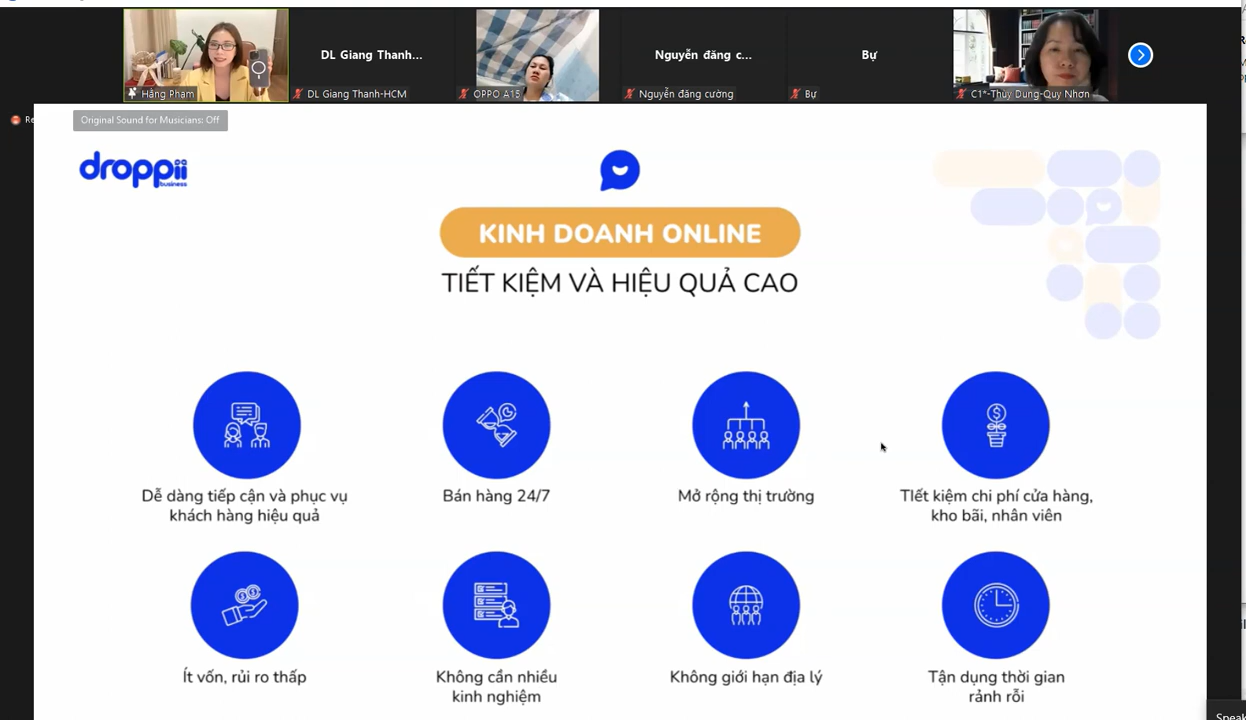 DL Giang Thanh...
Nguyễn đăng c...
Bự
Hằng Phạm
DL Giang Thanh-HCM
OPPO A15
Nguyễn đăng cường
Bự
C1*-Thùy Dung-Quy Nhơn
Re
Original Sound for Musicians: Off
droppii
business
KINH DOANH ONLINE
TIẾT KIỆM VÀ HIỆU QUẢ CAO
Dễ dàng tiếp cận và phục vụ
khách hàng hiệu quả
Bán hàng 24/7
Mở rộng thị trường
TIết kiệm chi phí cửa hàng,
kho bãi, nhân viên
Ít vốn, rủi ro thấp
Không cần nhiều
kinh nghiệm
Không giới hạn địa lý
Tận dụng thời gian
rảnh rỗi
Speak